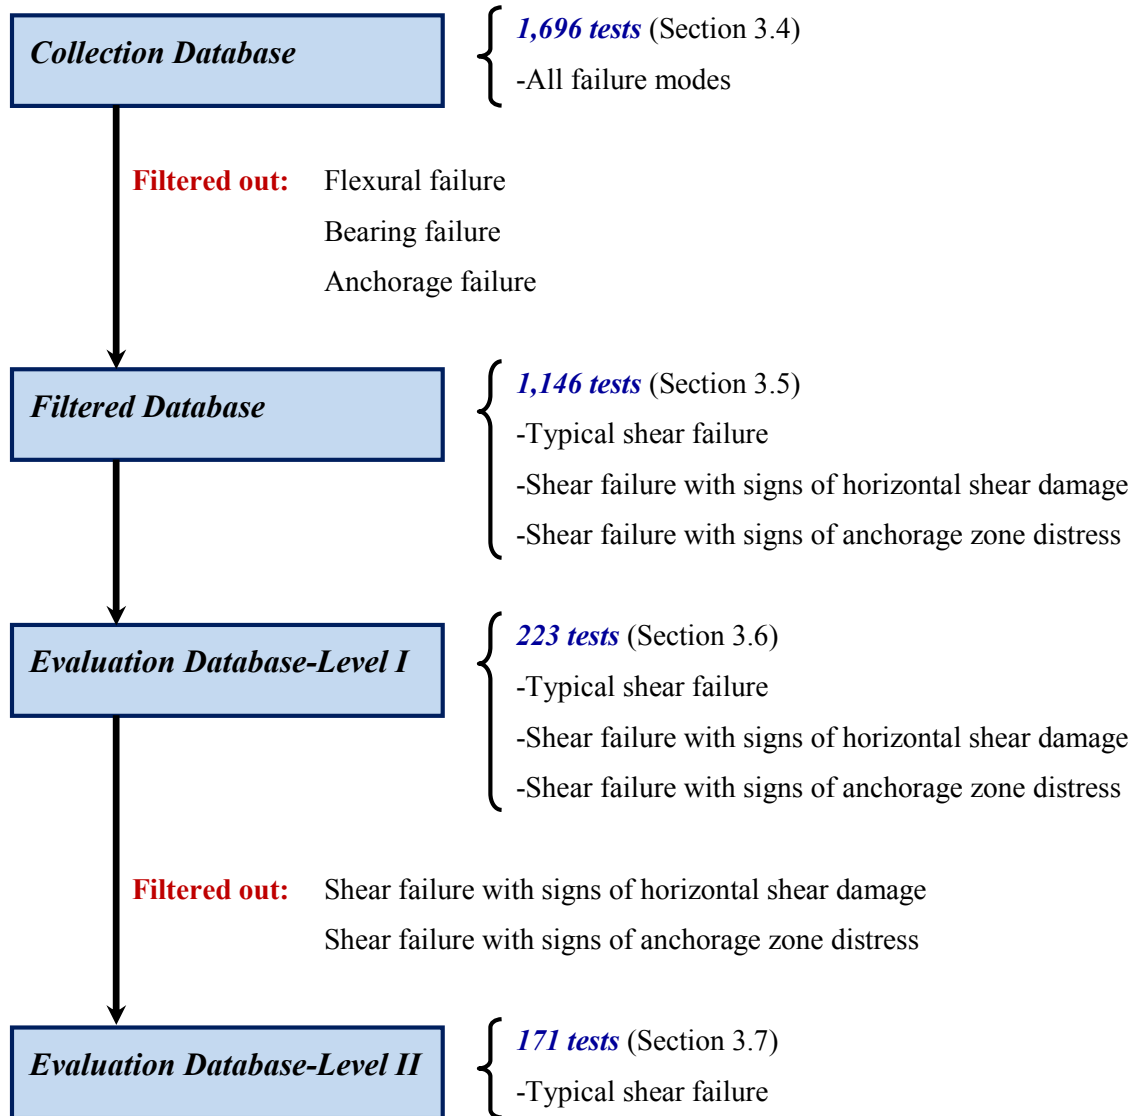 Collection Database
1,696 tests (Section 3.4)
-All failure modes
Filtered out: Flexural failure
Bearing failure
Anchorage failure
Filtered Database
1,146 tests (Section 3.5)
-Typical shear failure
-Shear failure with signs of horizontal shear damage
-Shear failure with signs of anchorage zone distress
Evaluation Database-Level I
223 tests (Section 3.6)
-Typical shear failure
-Shear failure with signs of horizontal shear damage
-Shear failure with signs of anchorage zone distress
Filtered out: Shear failure with signs of horizontal shear damage
Shear failure with signs of anchorage zone distress
Evaluation Database-Level II
171 tests (Section 3.7)
-Typical shear failure